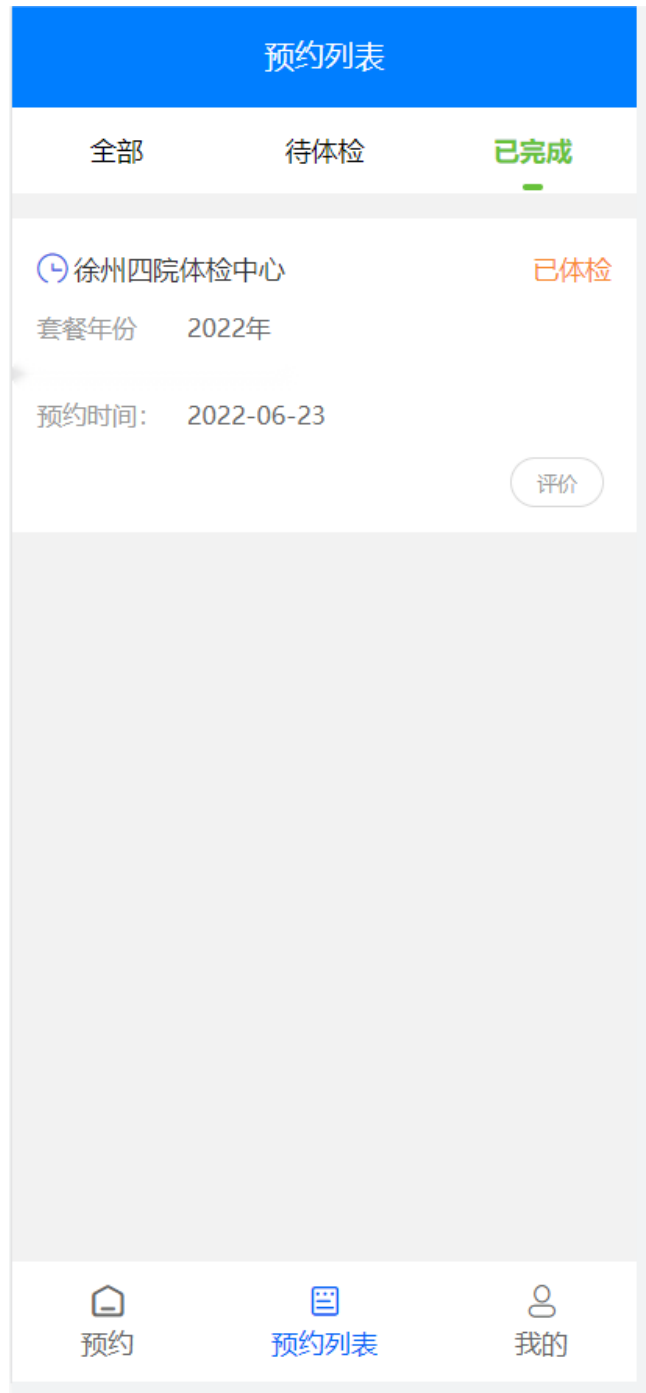 预约列表
全部 待体检 已完成
徐州四院体检中心 已体检
套餐年份 2022年
预约时间： 2022-06-23
评价
预约 预约列表 我的